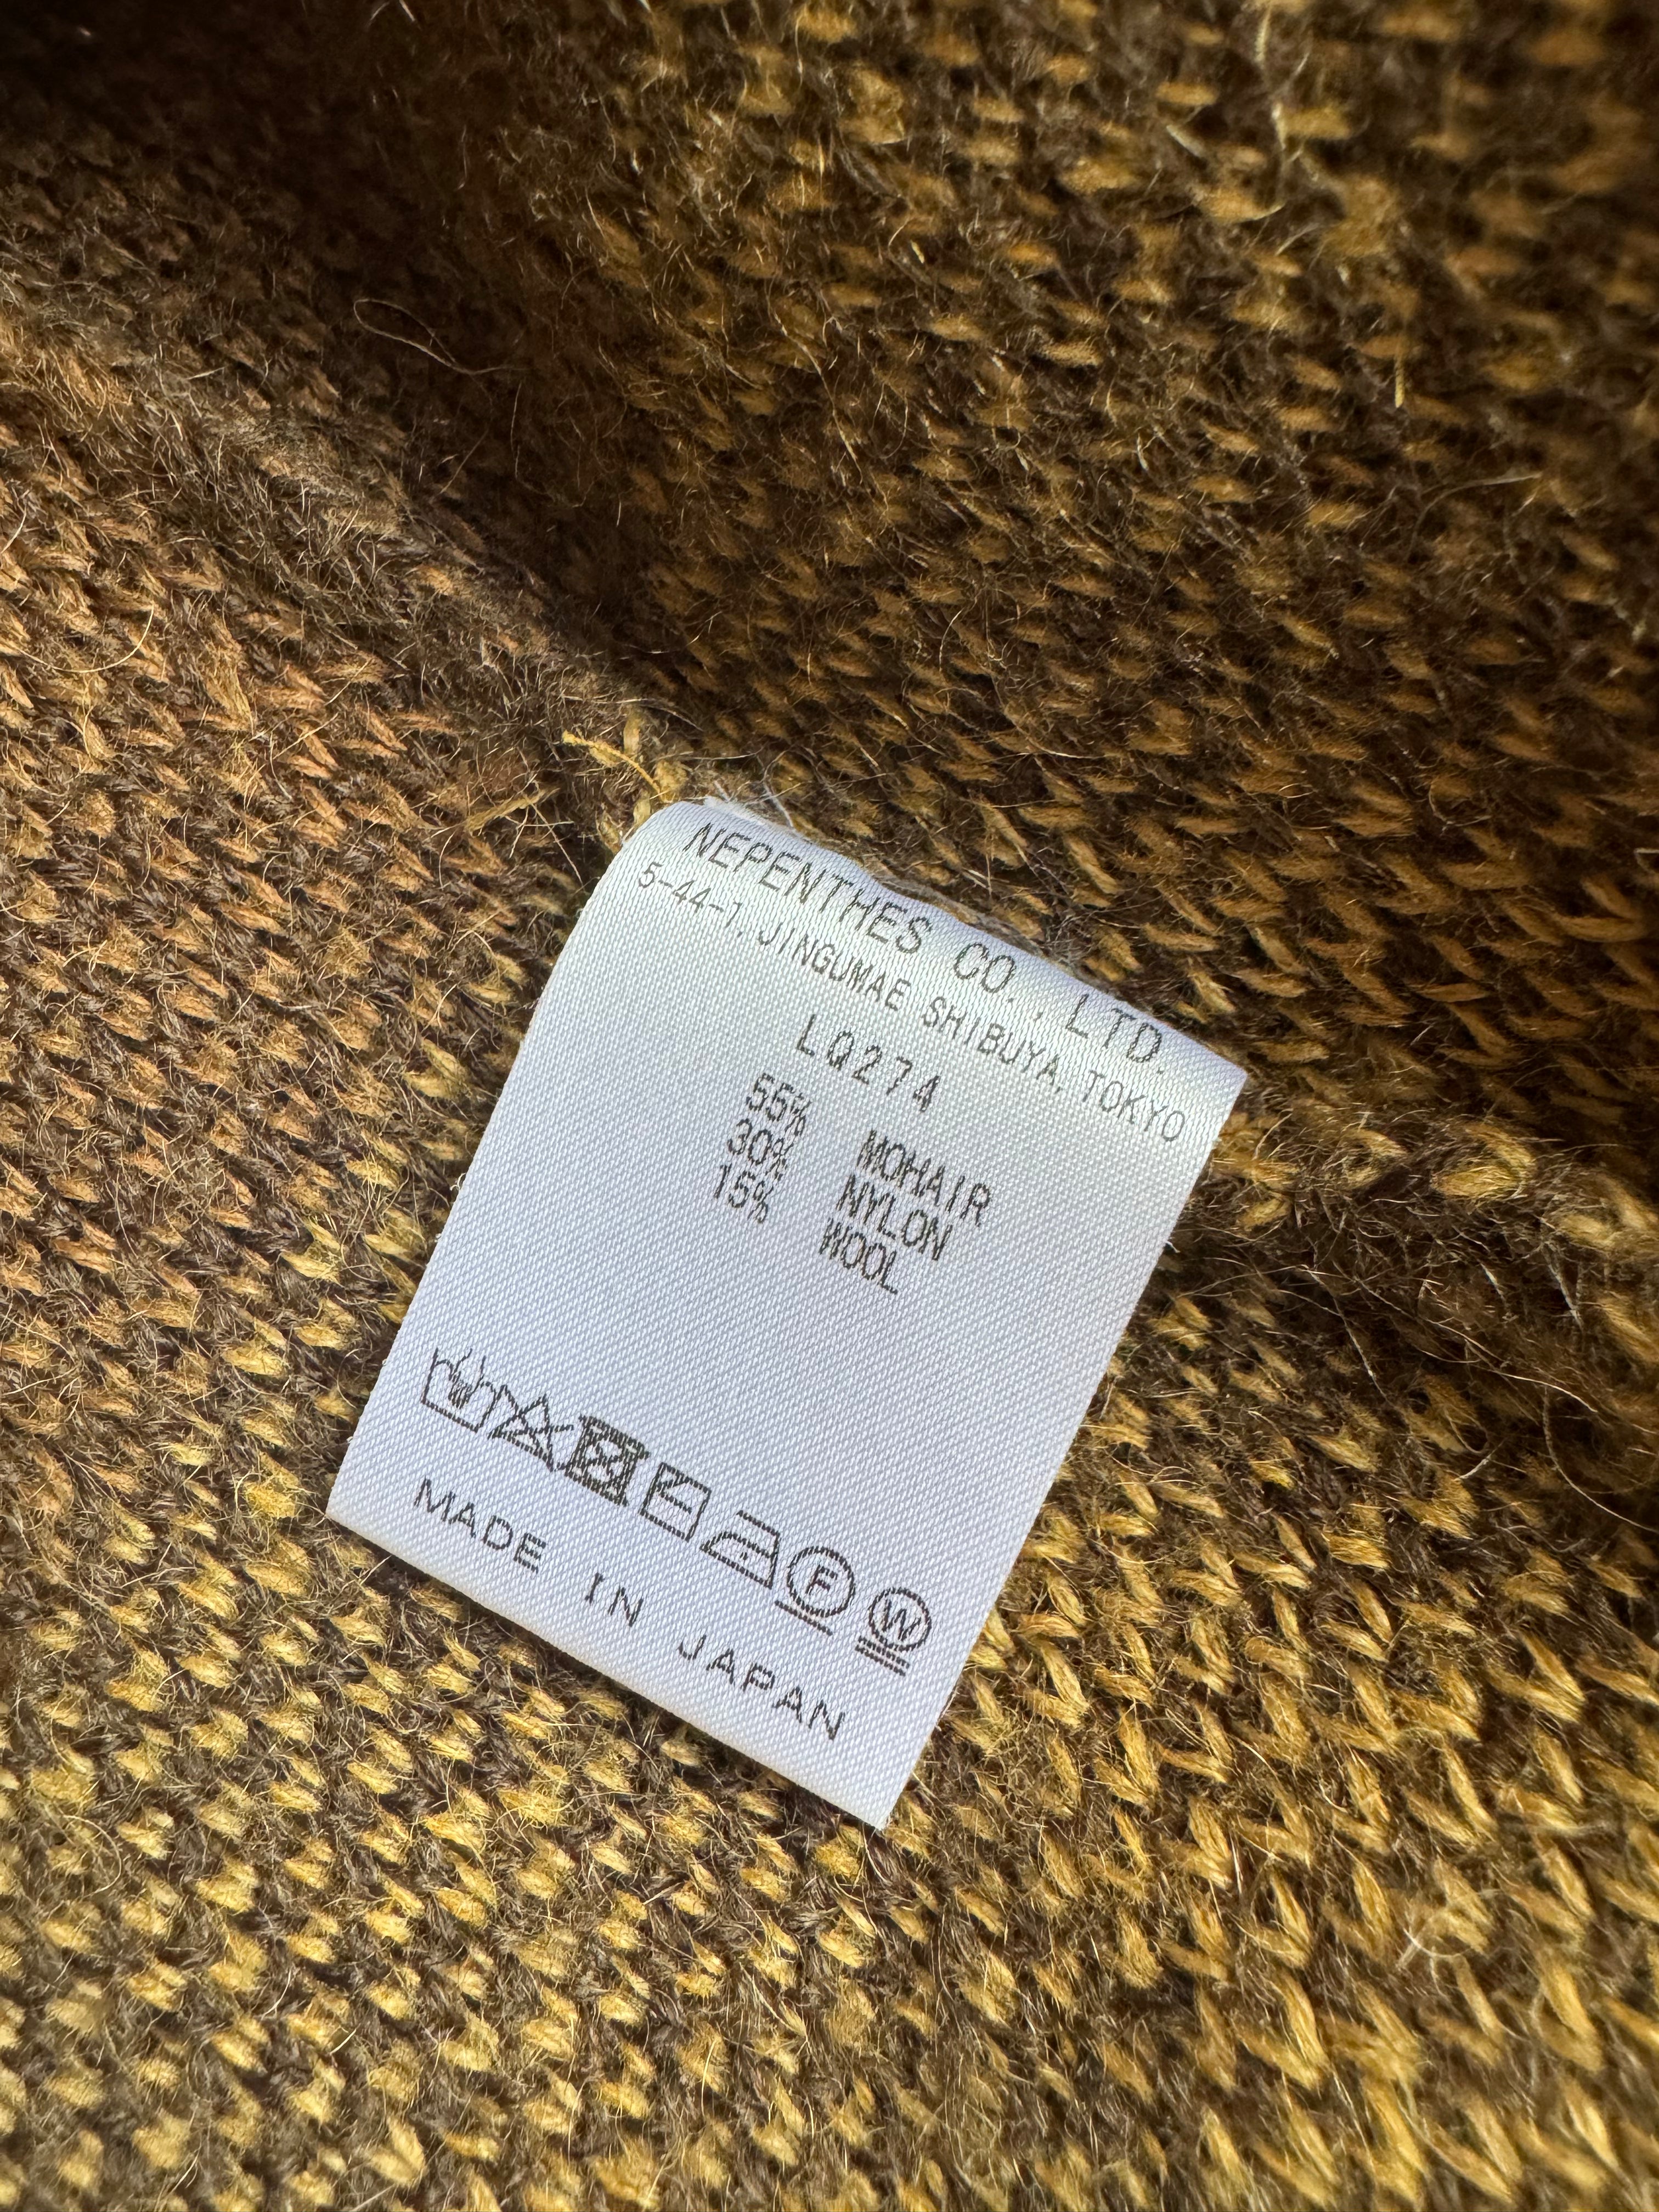 NEPENTHES CO., LTD.
5-44-1, JINGUMAE SHIBUYA, TOKYO
LQ274
55% MOHAIR
30% NYLON
15% WOOL
F W
MADE IN JAPAN